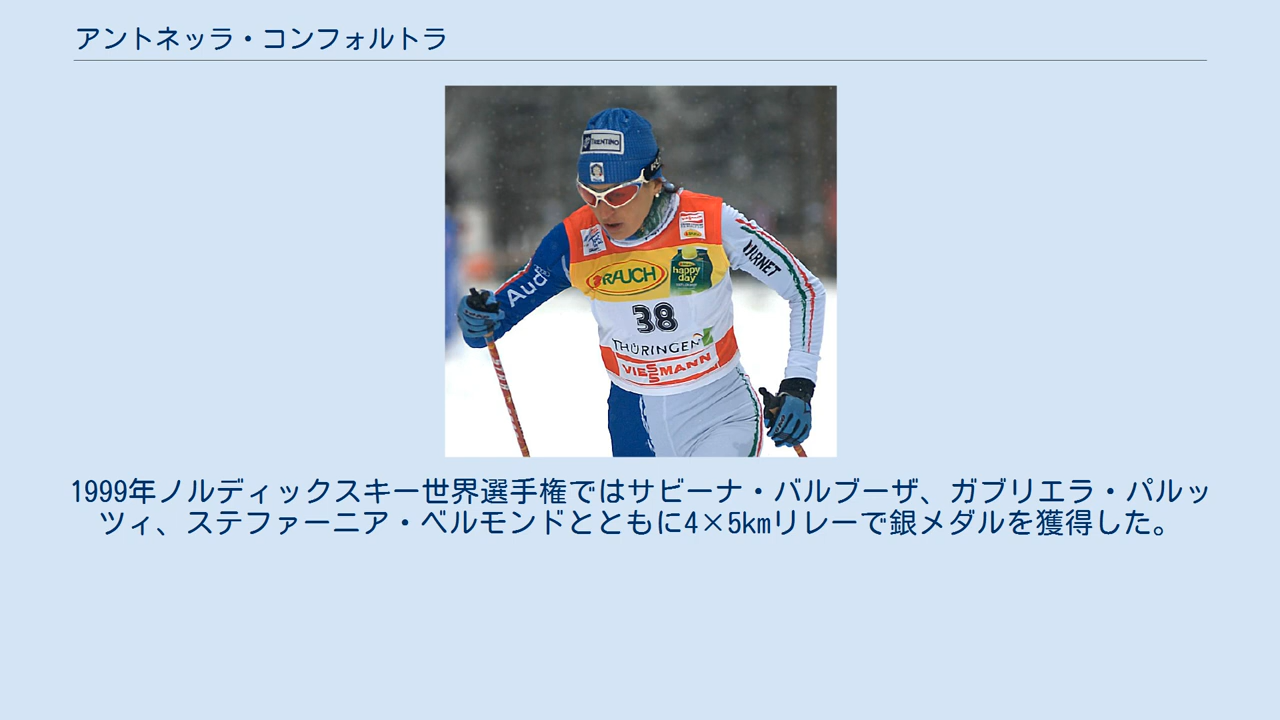 アントネッラ・コンフォルトラ
TRENTINO
RAUCH
happy
day
Audi
VIGNET
38
THÜRINGEN
VIESSMANN
1999年ノルディックスキー世界選手権ではサビーナ・バルブーザ、ガブリエラ・パルッ
ツィ、ステファーニア・ベルモンドとともに4×5kmリレーで銀メダルを獲得した。